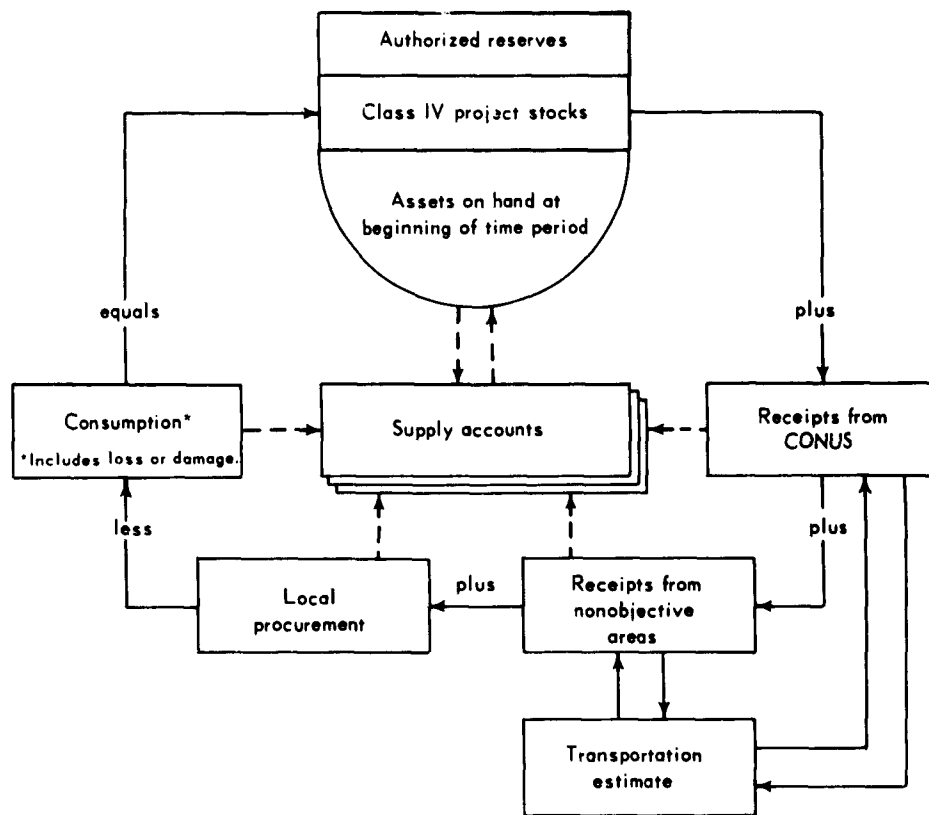 Authorized reserves
Class IV project stocks
Assets on hand at
beginning of time period
equals
plus
Consumption*
*Includes loss or damage.
Supply accounts
Receipts from
CONUS
less
plus
plus
Local
procurement
Receipts from
nonobjective
areas
Transportation
estimate